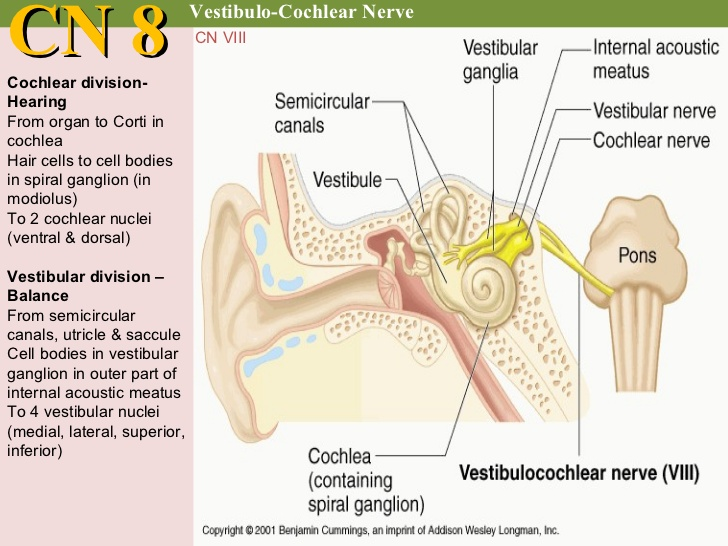 CN 8
Vestibulo-Cochlear Nerve
CN VIII
Cochlear division-
Hearing
From organ to Corti in
cochlea
Hair cells to cell bodies
in spiral ganglion (in
modiolus)
To 2 cochlear nuclei
(ventral & dorsal)
Vestibular division –
Balance
From semicircular
canals, utricle & saccule
Cell bodies in vestibular
ganglion in outer part of
internal acoustic meatus
To 4 vestibular nuclei
(medial, lateral, superior,
inferior)
Vestibular
ganglia
Internal acoustic
meatus
Semicircular
canals
Vestibular nerve
Cochlear nerve
Vestibule
Pons
Cochlea
(containing
spiral ganglion)
Vestibulocochlear nerve (VIII)
Copyright © 2001 Benjamin Cummings, an imprint of Addison Wesley Longman, Inc.